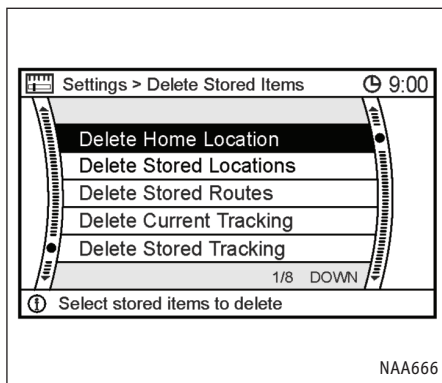 Settings > Delete Stored Items 9:00
Delete Home Location
Delete Stored Locations
Delete Stored Routes
Delete Current Tracking
Delete Stored Tracking
1/8 DOWN
Select stored items to delete
NAA666